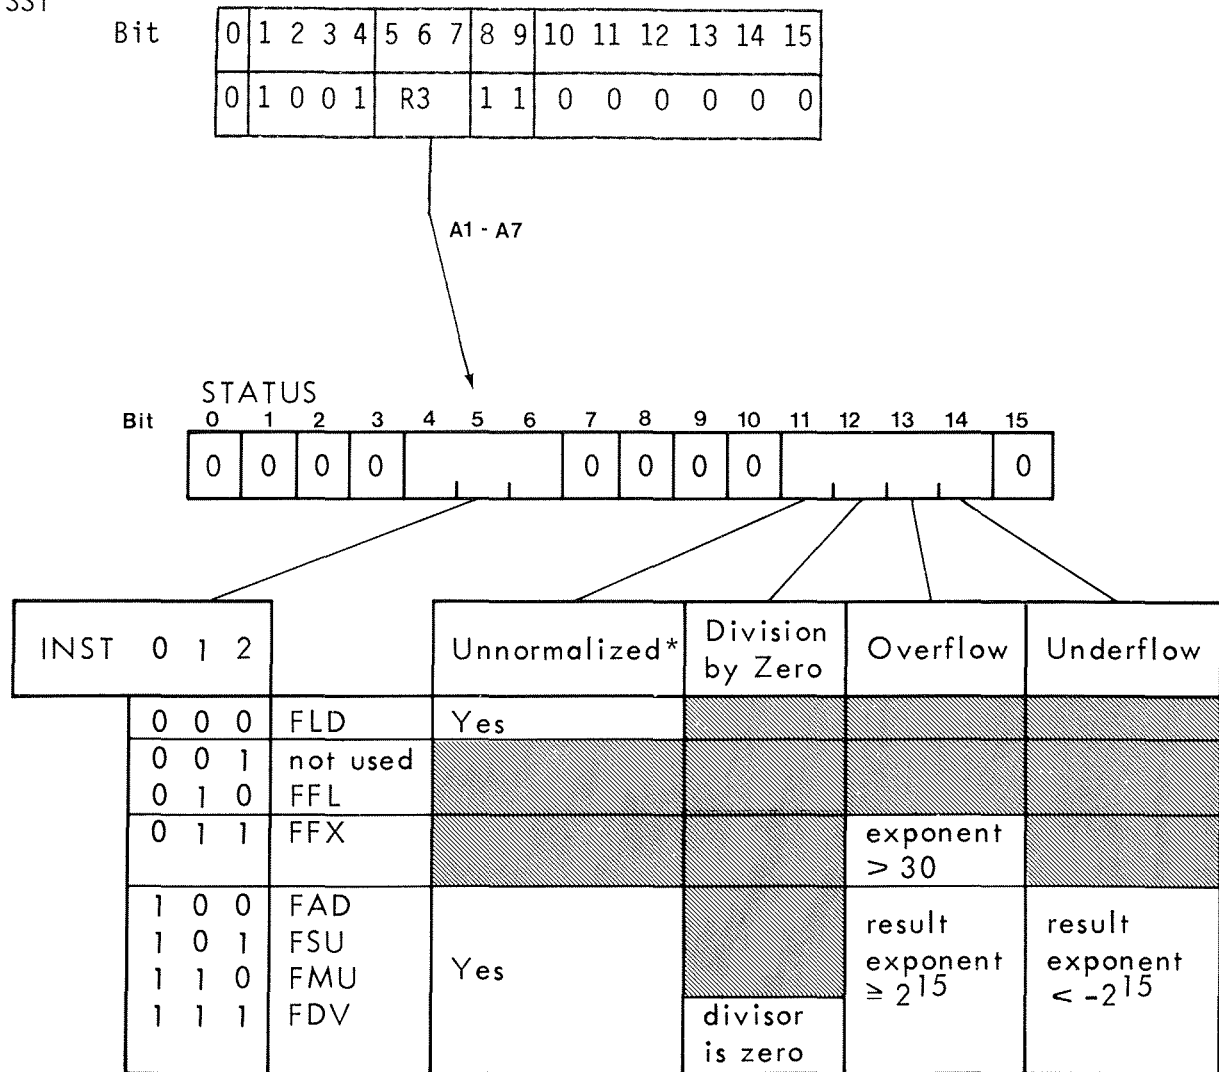 SST
Bit 0 1 2 3 4 5 6 7 8 9 10 11 12 13 14 15
0 1 0 0 1 R3 1 1 0 0 0 0 0 0
A1 - A7
STATUS
Bit 0 1 2 3 4 5 6 7 8 9 10 11 12 13 14 15
0 0 0 0 0 0 0 0 0
INST 0 1 2 Unnormalized* Division by Zero Overflow Underflow
0 0 0 FLD Yes
0 0 1 not used
0 1 0 FFL
0 1 1 FFX exponent > 30
1 0 0 FAD
1 0 1 FSU
1 1 0 FMU
1 1 1 FDV
Yes
divisor
is zero
result
exponent
≧ 2^15
result
exponent
< -2^15